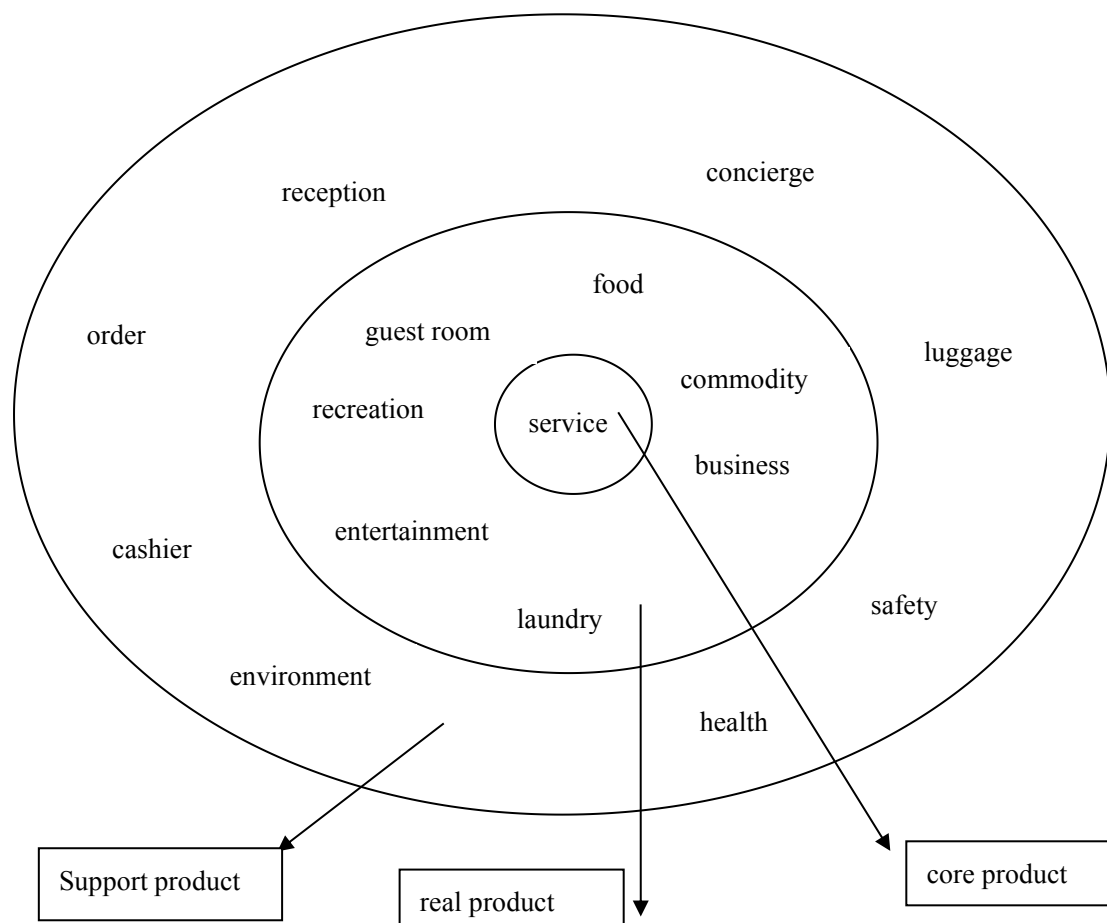 concierge
reception
food
order
guest room
luggage
commodity
recreation
service
business
entertainment
cashier
safety
laundry
environment
health
Support product
real product
core product